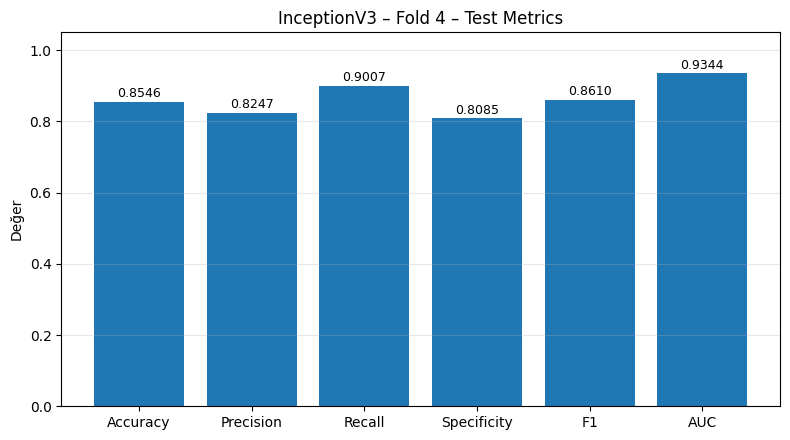 InceptionV3 – Fold 4 – Test Metrics
Değer
1.0
0.8
0.6
0.4
0.2
0.0
0.8546
0.8247
0.9007
0.8085
0.8610
0.9344
Accuracy
Precision
Recall
Specificity
F1
AUC